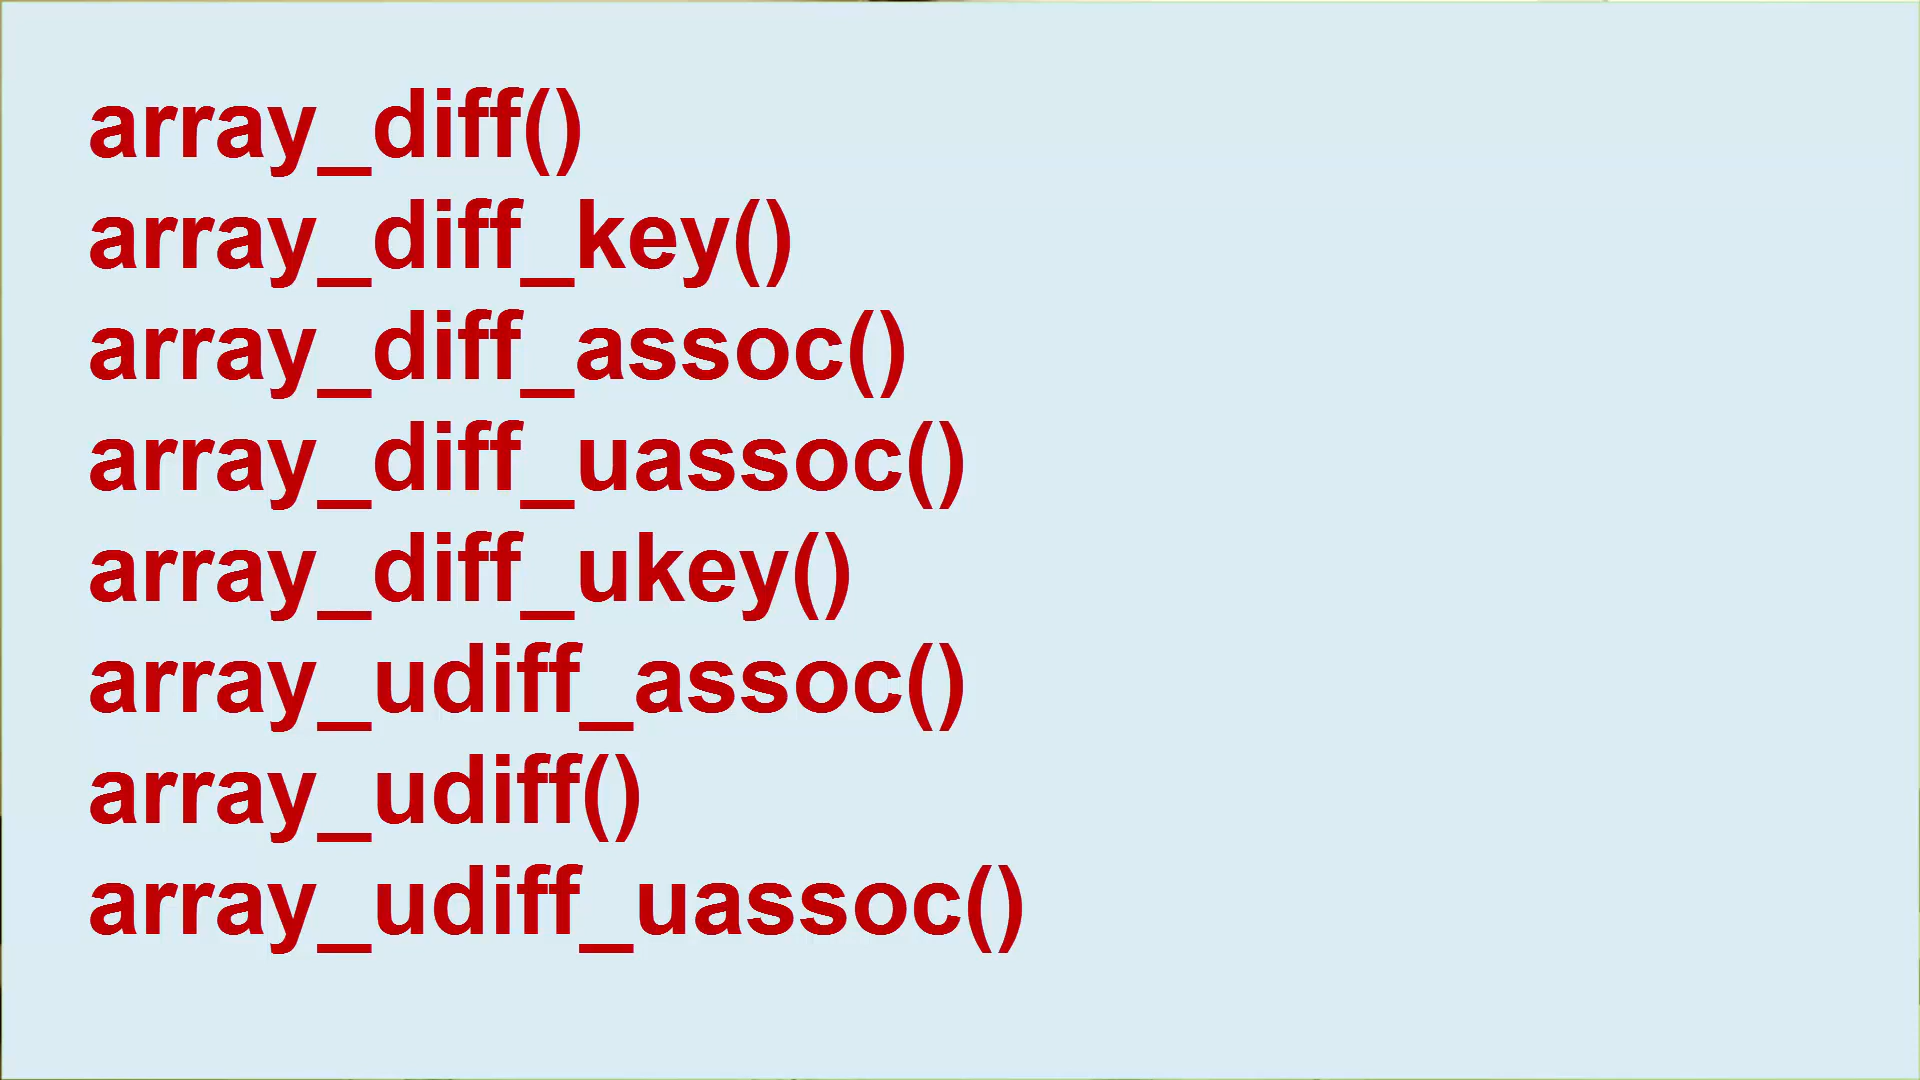 array_diff()
array_diff_key()
array_diff_assoc()
array_diff_uassoc()
array_diff_ukey()
array_udiff_assoc()
array_udiff()
array_udiff_uassoc()